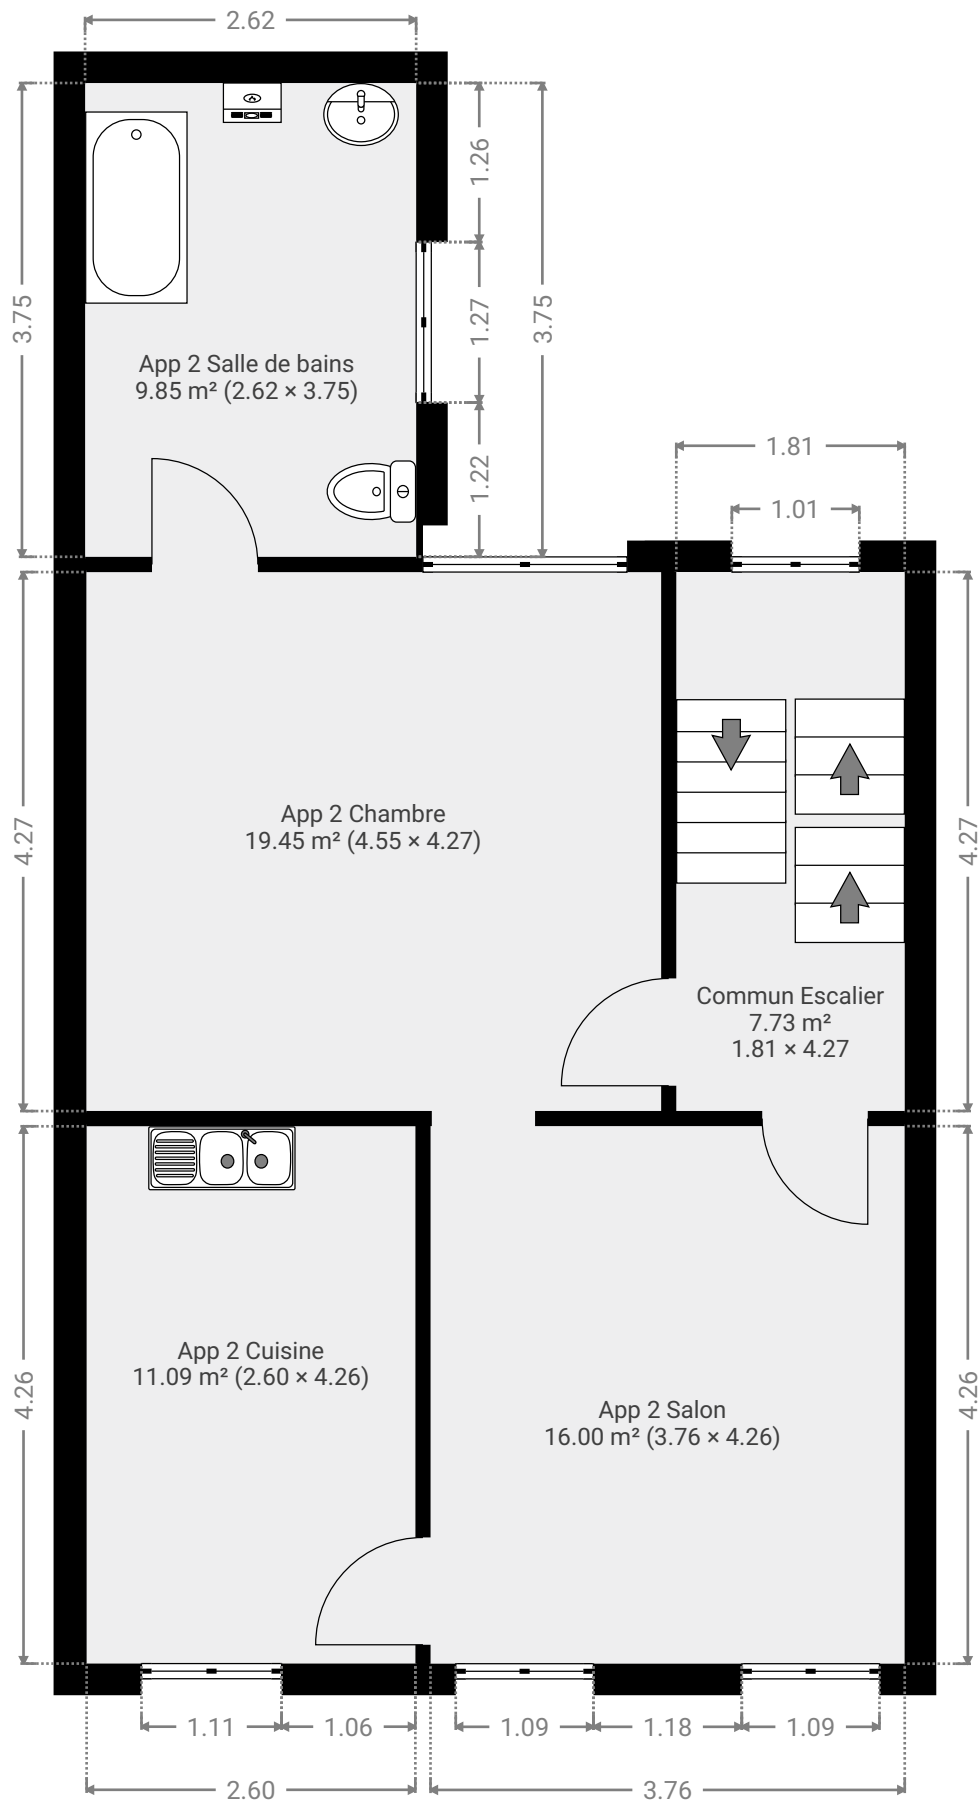 2.62
1.26
3.75
1.27
3.75
App 2 Salle de bains
9.85 m² (2.62 × 3.75)
1.22
1.81
1.01
App 2 Chambre
19.45 m² (4.55 × 4.27)
4.27
4.27
Commun Escalier
7.73 m²
1.81 × 4.27
App 2 Cuisine
11.09 m² (2.60 × 4.26)
4.26
4.26
App 2 Salon
16.00 m² (3.76 × 4.26)
1.11
1.06
1.09
1.18
1.09
2.60
3.76